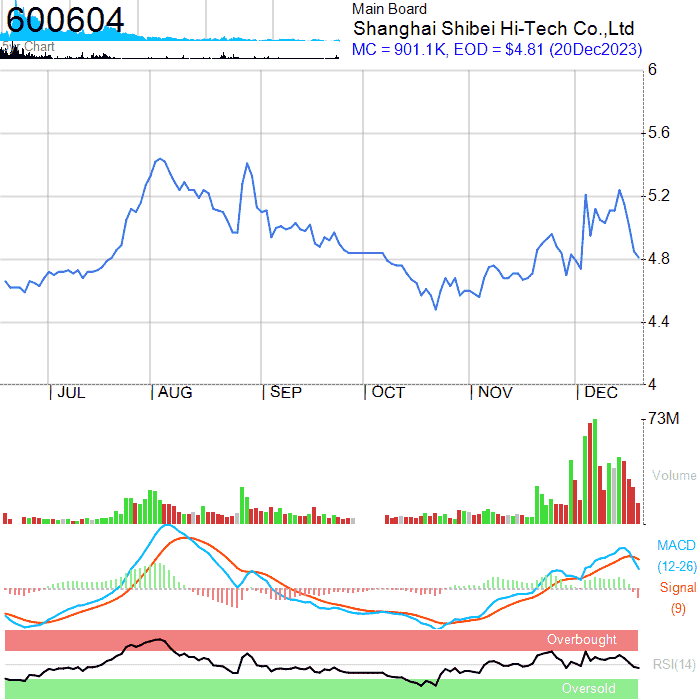 600604
5yr Chart
Main Board
Shanghai Shibei Hi-Tech Co.,Ltd
MC = 901.1K, EOD = $4.81 (20Dec2023)
6
5.6
5.2
4.8
4.4
4
JUL AUG SEP OCT NOV DEC
73M
Volume
MACD
(12-26)
Signal
(9)
Overbought
RSI(14)
Oversold